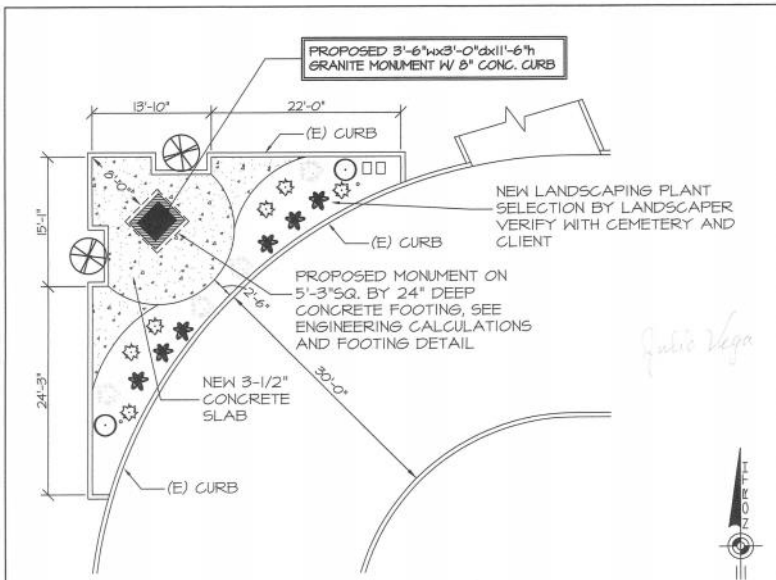 PROPOSED 3'-6"wx3'-0"dx11'-6"h
GRANITE MONUMENT W/ 8" CONC. CURB
13'-10"
22'-0"
(E) CURB
15'-1"
NEW LANDSCAPING PLANT
SELECTION BY LANDSCAPER
VERIFY WITH CEMETERY AND
CLIENT
(E) CURB
PROPOSED MONUMENT ON
5'-3"SQ. BY 24" DEEP
CONCRETE FOOTING, SEE
ENGINEERING CALCULATIONS
AND FOOTING DETAIL
2'-6"
30'-0"
Julio Vega
24'-3"
NEW 3-1/2"
CONCRETE
SLAB
(E) CURB
NORTH